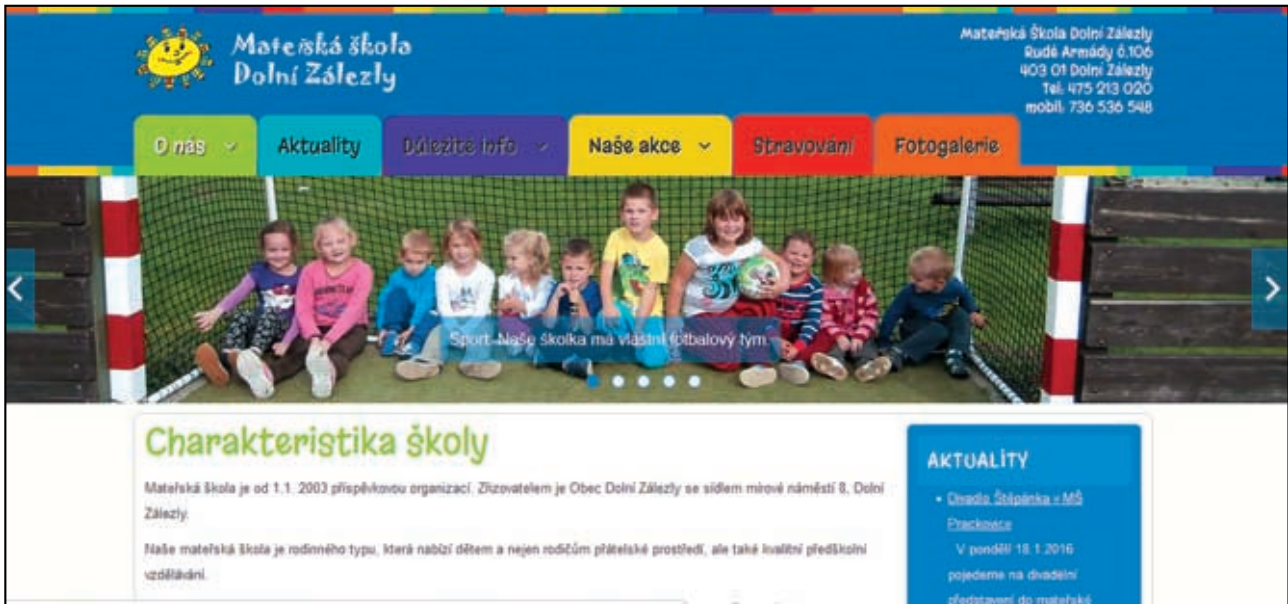 Mateřská škola
Dolní Zálezly
Mateřská Škola Dolní Zálezly
Rudé Armády č.106
403 01 Dolní Zálezly
Tel: 475 213 020
mobil: 736 536 548
O nás
Aktuality
Důležité info
Naše akce
Stravování
Fotogalerie
Sport. Naše školka má vlastní fotbalový tým.
Charakteristika školy
Mateřská škola je od 1.1. 2003 příspěvkovou organizací. Zřizovatelem je Obec Dolní Zálezly se sídlem mírové náměstí 8, Dolní
Zálezly.
Naše mateřská škola je rodinného typu, která nabízí dětem a nejen rodičům přátelské prostředí, ale také kvalitní předškolní
vzdělávání.
AKTUALITY
Divadlo Štěpánka v MŠ
Prackovice
V pondělí 18.1.2016
pojedeme na divadelní
představení do mateřské